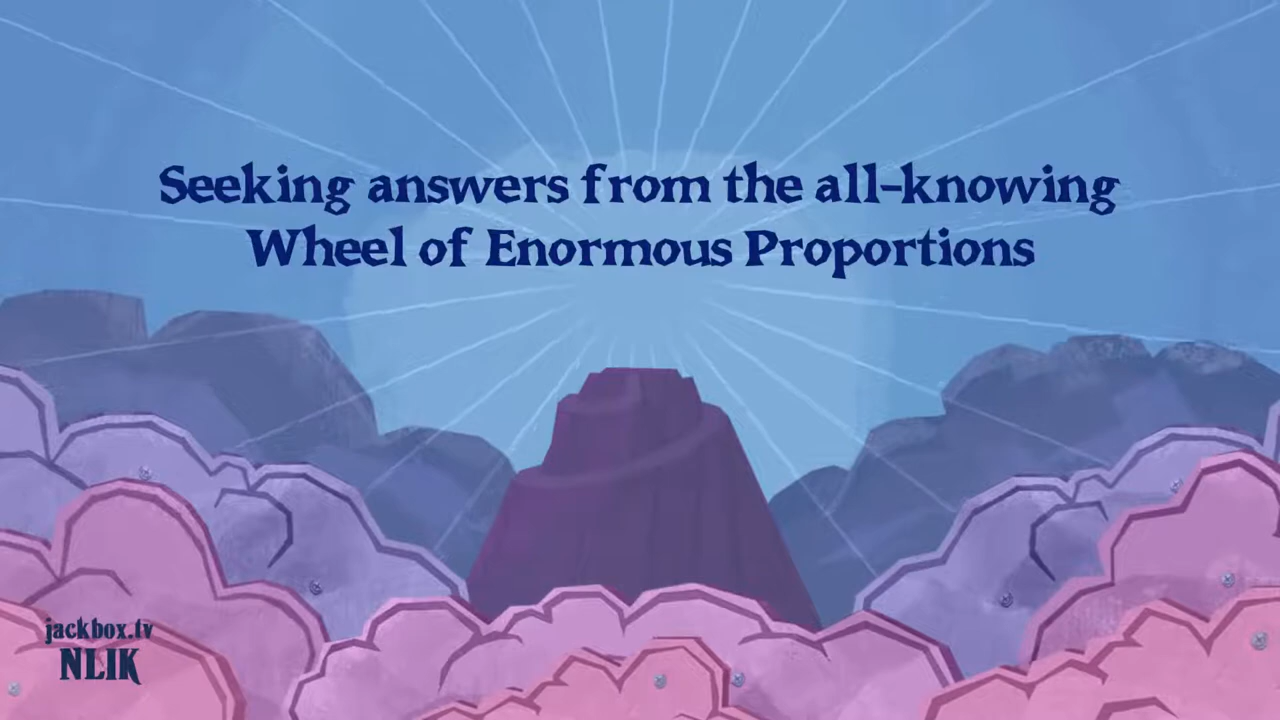 Seeking answers from the all-knowing
Wheel of Enormous Proportions
jackbox.tv
NLIK